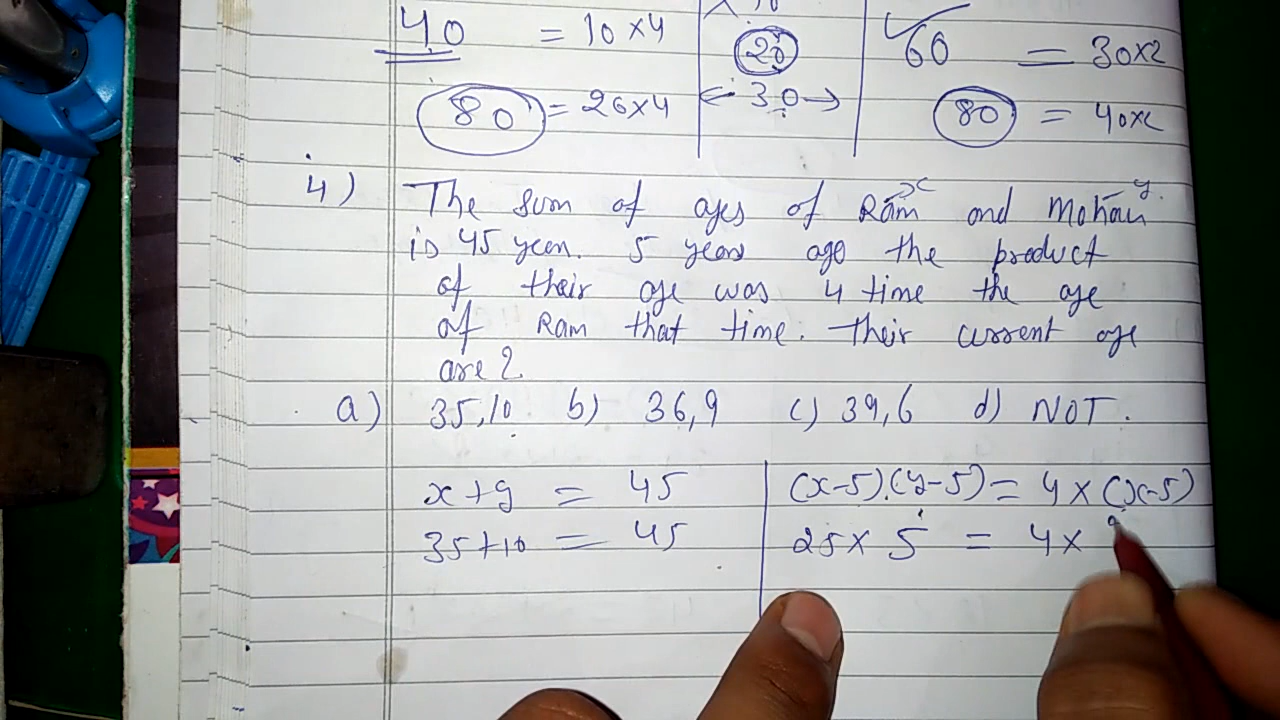 40 = 10×4
20
60 = 30×2
80 = 20×4
← 30 →
80 = 40×2
4) The sum of ages of Ram x and Mohan y
is 45 year. 5 years ago the product
of their age was 4 time the age
of Ram that time. Their current age
are?
a) 35,10 b) 36,9 c) 39,6 d) NOT.
x+y = 45
(x-5).(y-5) = 4×(x-5)
35+10 = 45
25× 5 = 4×